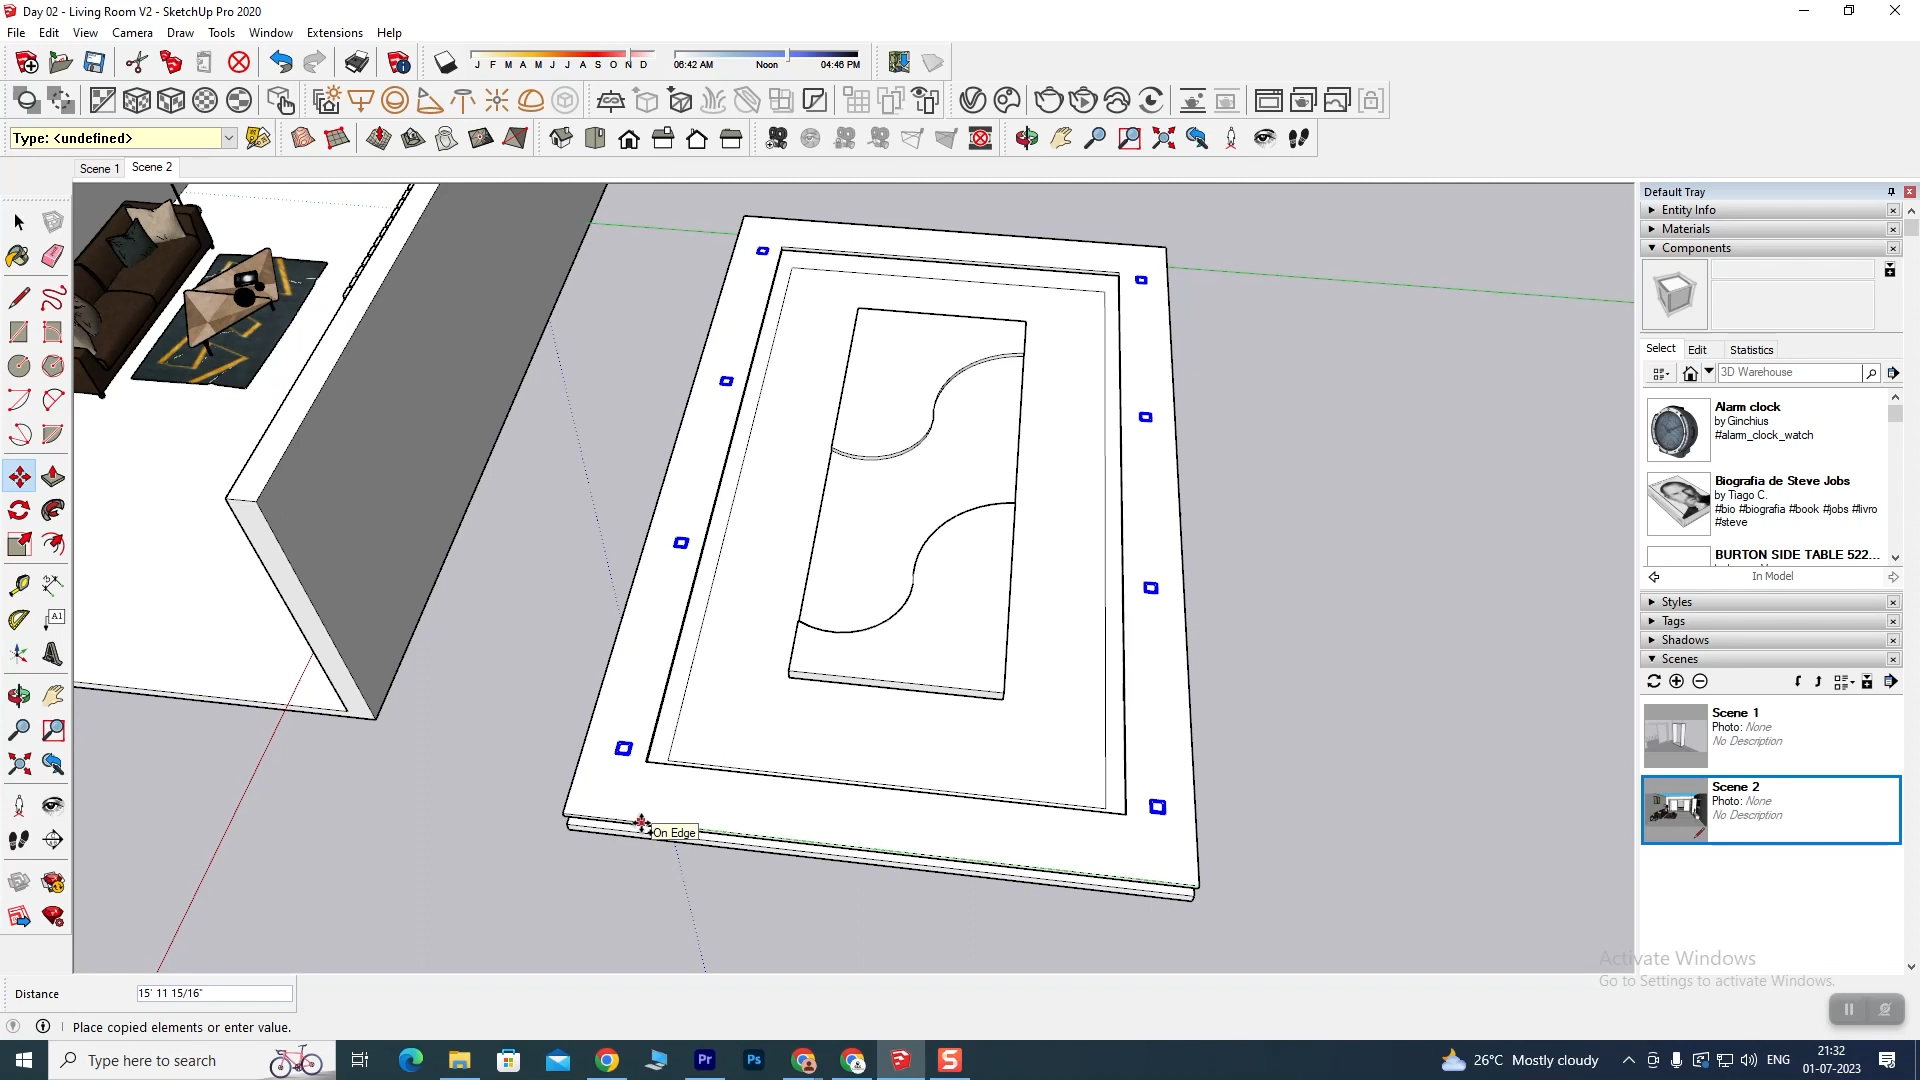 Day 02 - Living Room V2 - SketchUp Pro 2020
File Edit View Camera Draw Tools Window Extensions Help
J F M A M J J A S O N D 06:42 AM Noon 04:46 PM
Type: <undefined>
Scene 1 Scene 2
Default Tray
Entity Info
Materials
Components
Select Edit Statistics
3D Warehouse
Alarm clock
by Ginchius
#alarm_clock_watch
Biografia de Steve Jobs
by Tiago C.
#bio #biografia #book #jobs #livro
#steve
BURTON SIDE TABLE 522...
In Model
Styles
Tags
Shadows
Scenes
Scene 1
Photo: None
No Description
Scene 2
Photo: None
No Description
A1
On Edge
Activate Windows
Go to Settings to activate Windows.
Distance 15' 11 15/16"
Place copied elements or enter value.
Type here to search
Pr
Ps
S
26°C Mostly cloudy
ENG
21:32
01-07-2023